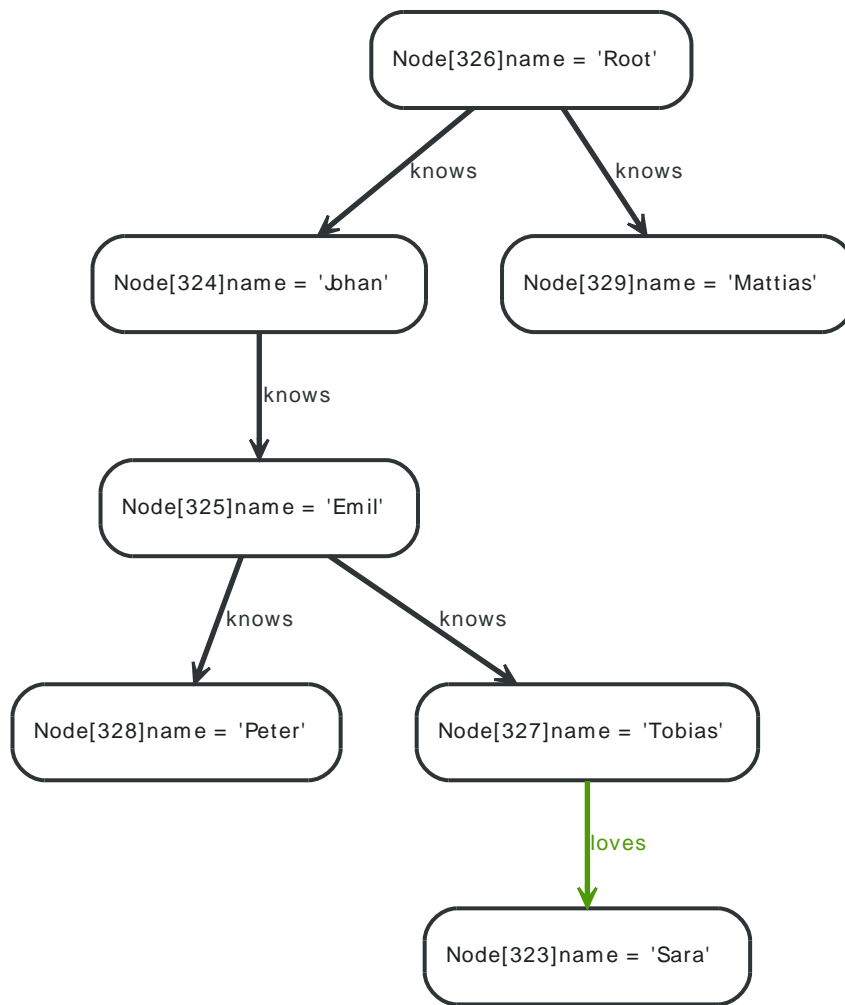 Node[326]name = 'Root'
knows
knows
Node[324]name = 'Johan'
Node[329]name = 'Mattias'
knows
Node[325]name = 'Emil'
knows
knows
Node[328]name = 'Peter'
Node[327]name = 'Tobias'
loves
Node[323]name = 'Sara'